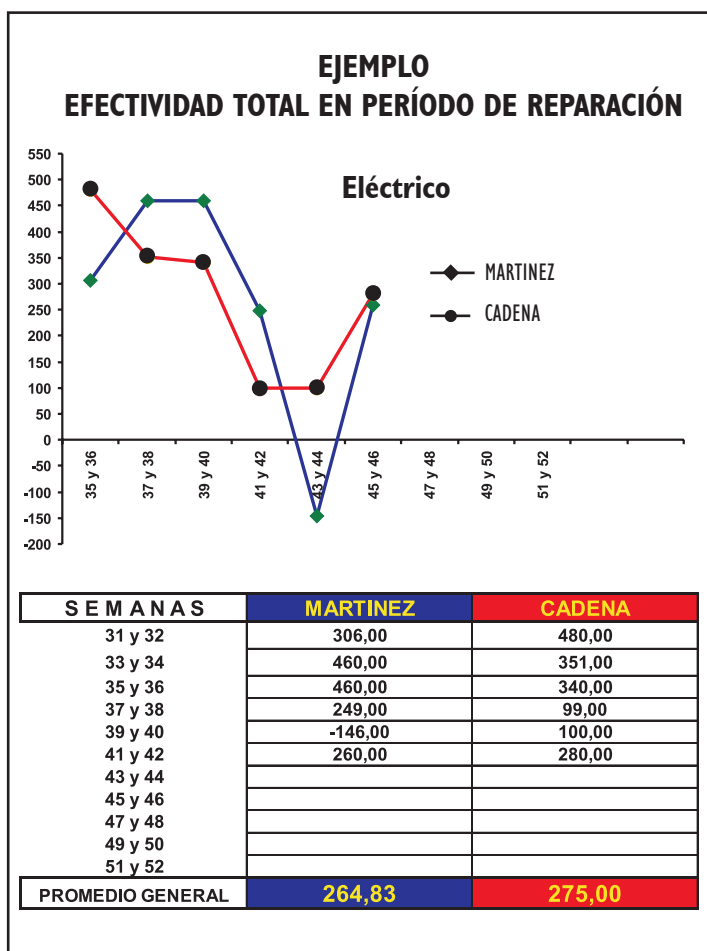 EJEMPLO
EFECTIVIDAD TOTAL EN PERÍODO DE REPARACIÓN
Eléctrico
550
500
450
400
350
300
250
200
150
100
50
0
-50
-100
-150
-200
35 y 36
37 y 38
39 y 40
41 y 42
43 y 44
45 y 46
47 y 48
49 y 50
51 y 52
MARTINEZ
CADENA
SEMANAS MARTINEZ CADENA
31 y 32 306,00 480,00
33 y 34 460,00 351,00
35 y 36 460,00 340,00
37 y 38 249,00 99,00
39 y 40 -146,00 100,00
41 y 42 260,00 280,00
43 y 44
45 y 46
47 y 48
49 y 50
51 y 52
PROMEDIO GENERAL 264,83 275,00